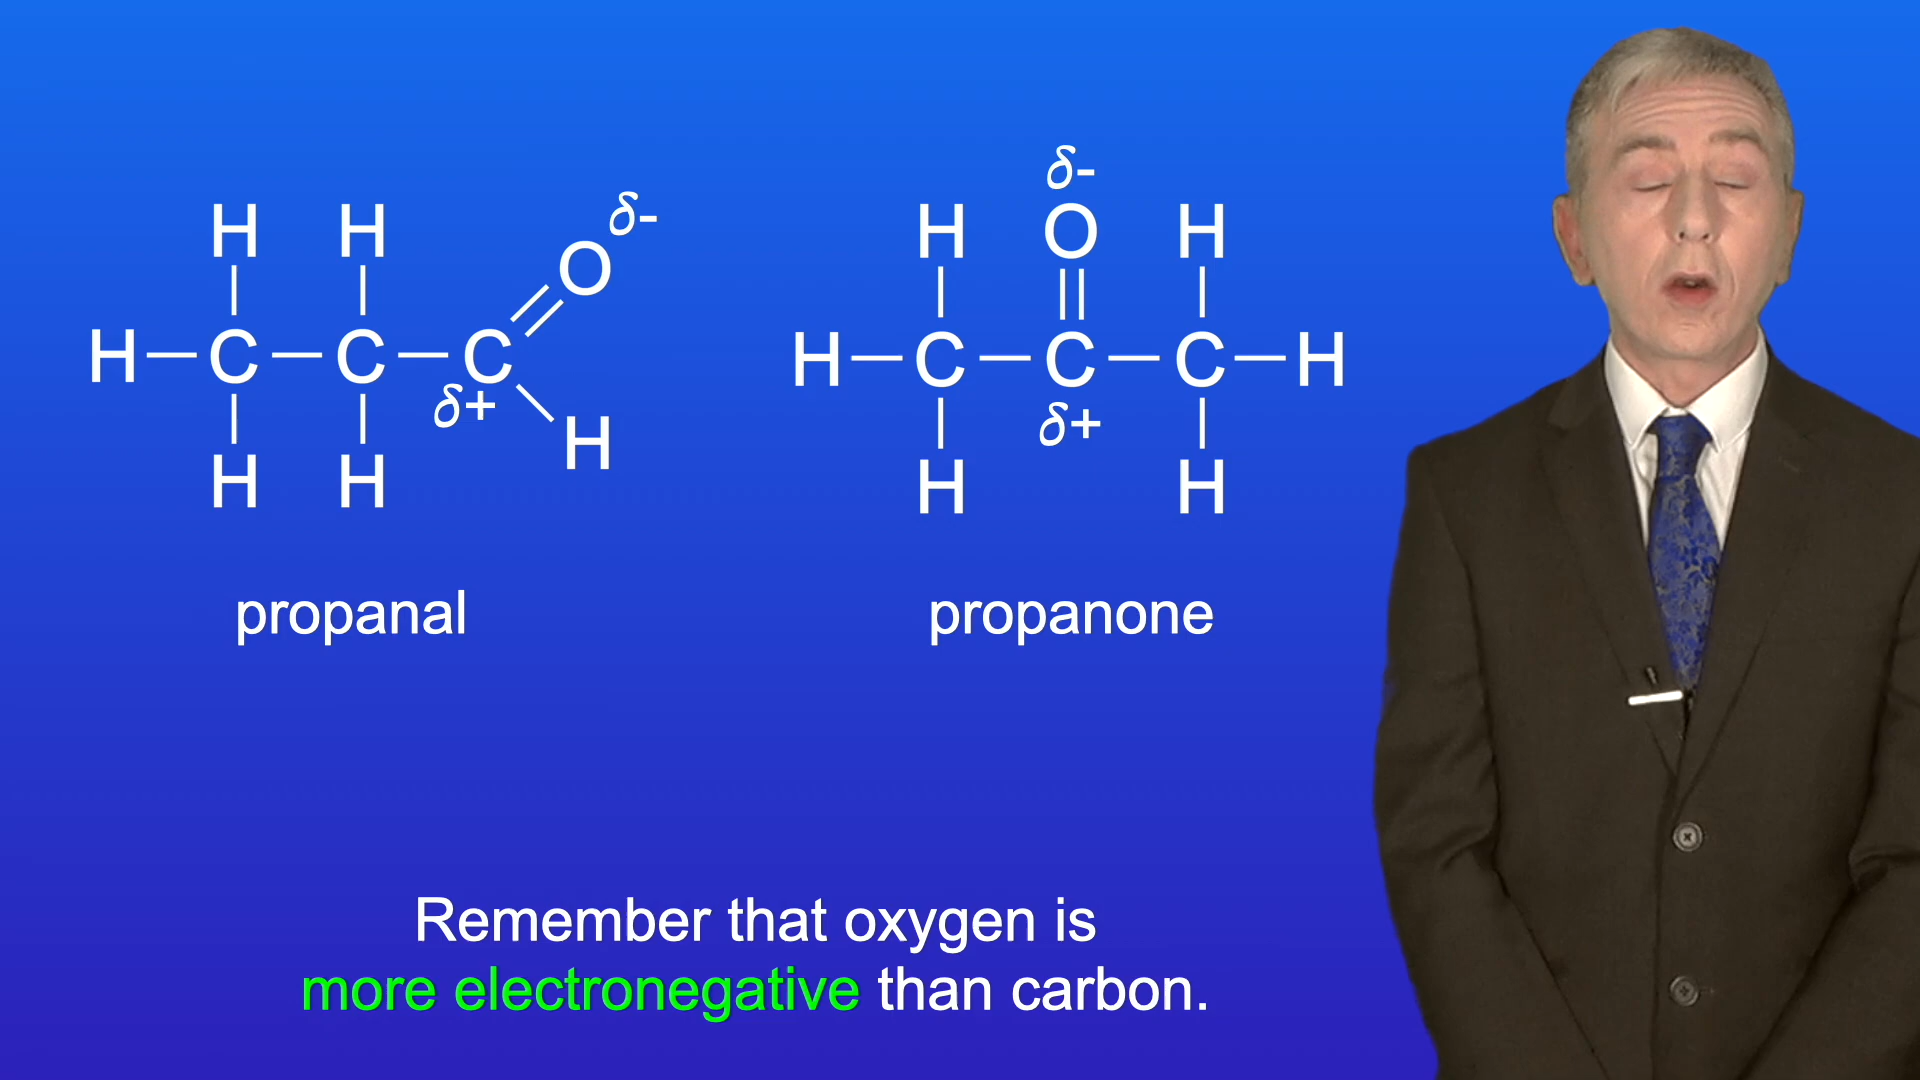 δ-
δ-
H H O H O H
H C C C H C C C H
δ+ δ+
H H H H H
propanal propanone
Remember that oxygen is
more electronegative than carbon.